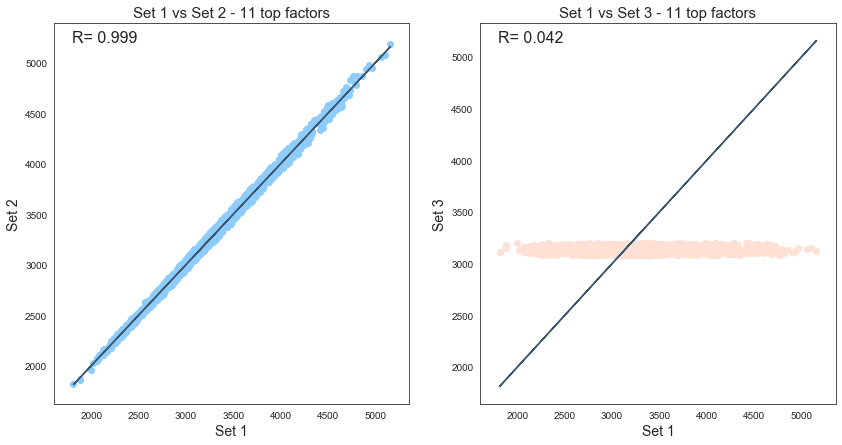 Set 1 vs Set 2 - 11 top factors
R= 0.999
5000
4500
4000
3500
3000
2500
2000
Set 2
2000 2500 3000 3500 4000 4500 5000
Set 1
Set 1 vs Set 3 - 11 top factors
R= 0.042
5000
4500
4000
3500
3000
2500
2000
Set 3
2000 2500 3000 3500 4000 4500 5000
Set 1